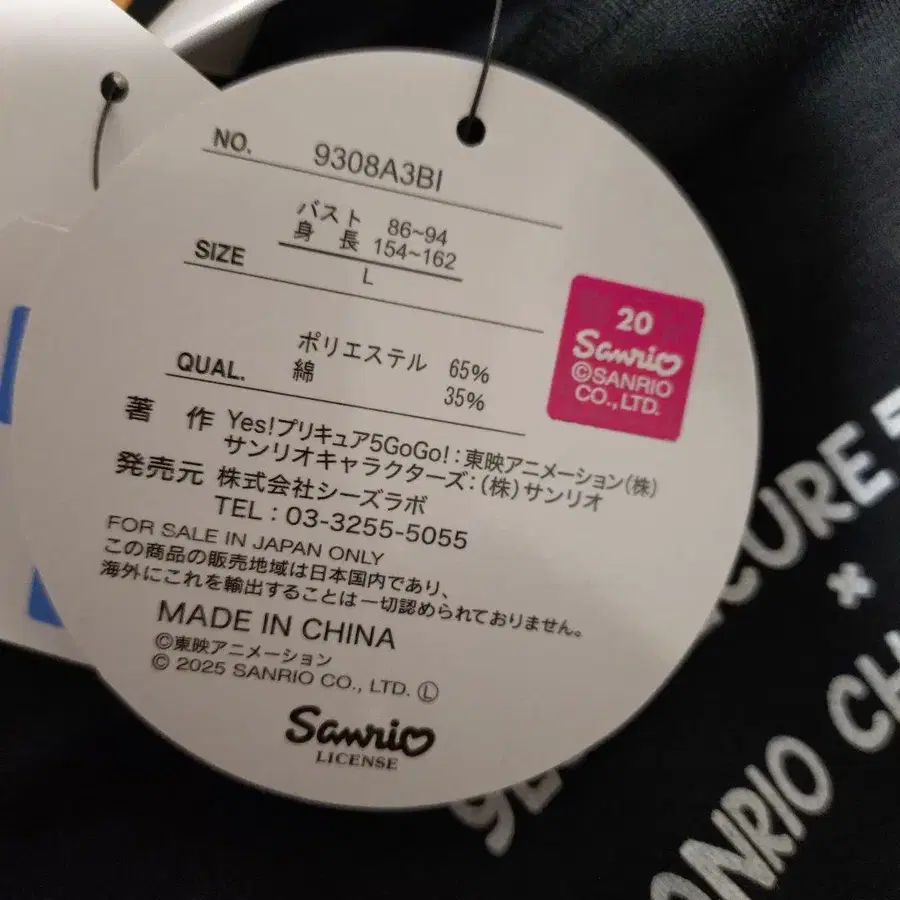 NO. 9308A3BI
バスト 86~94
身長 154~162
SIZE L
ポリエステル 65%
QUAL. 綿 35%
著作 Yes!プリキュア5GoGo!:東映アニメーション(株)
サンリオキャラクターズ:(株)サンリオ
発売元 株式会社シーズラボ
TEL:03-3255-5055
FOR SALE IN JAPAN ONLY
この商品の販売地域は日本国内であり、
海外にこれを輸出することは一切認められておりません。
MADE IN CHINA
©東映アニメーション
© 2025 SANRIO CO., LTD. Ⓛ
Sanrio
LICENSE
20
Sanrio
©SANRIO
CO.,LTD.
CURE
×
ANRIO CH